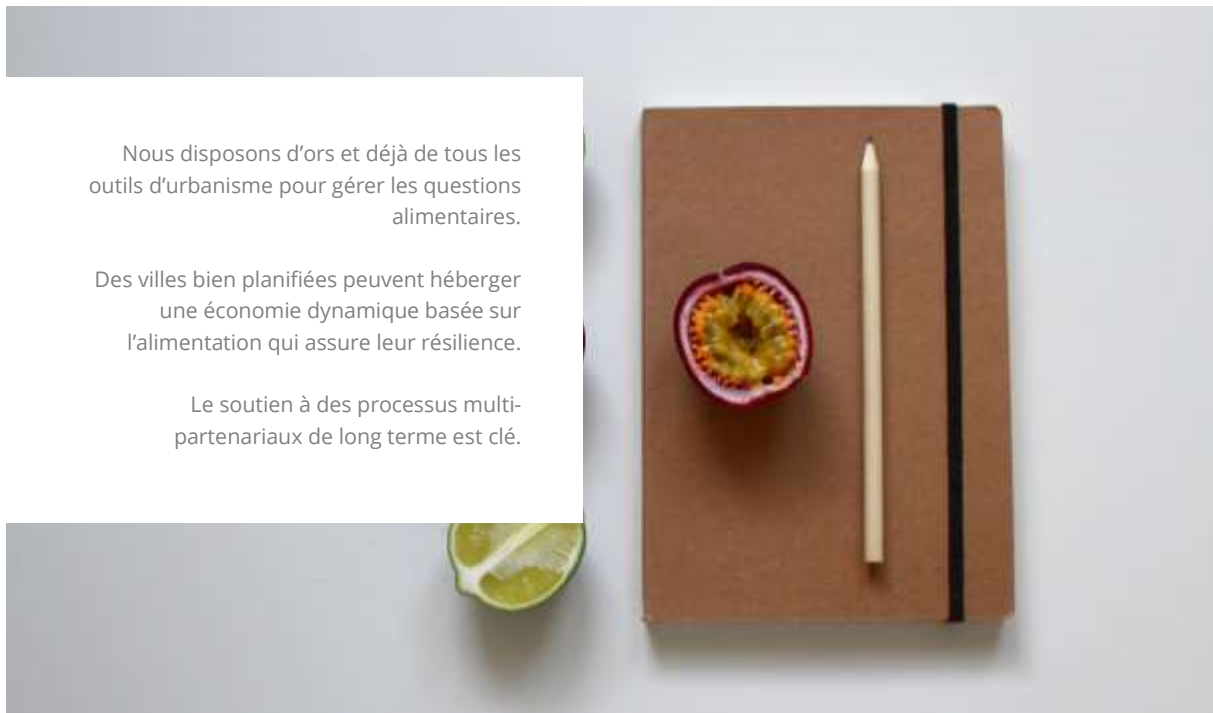 Nous disposons d’ors et déjà de tous les
outils d’urbanisme pour gérer les questions
alimentaires.
Des villes bien planifiées peuvent héberger
une économie dynamique basée sur
l’alimentation qui assure leur résilience.
Le soutien à des processus multi-
partenariaux de long terme est clé.